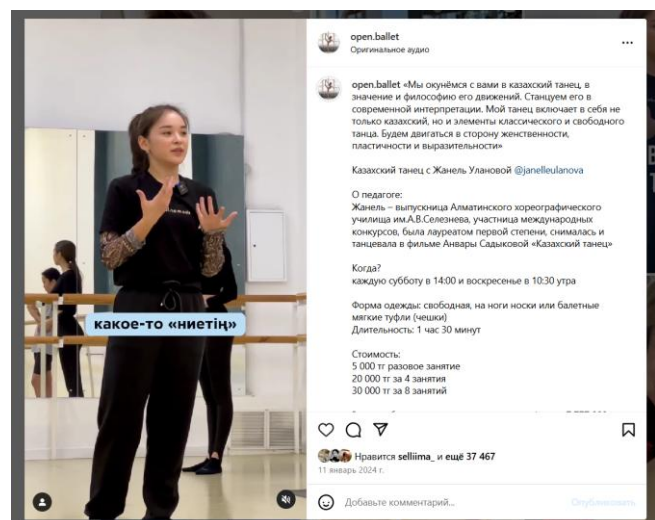 open.ballet
Оригинальное аудио
open.ballet «Мы окунёмся с вами в казахский танец, в
значение и философию его движений. Станцуем его в
современной интерпретации. Мой танец включает в себя не
только казахский, но и элементы классического и свободного
танца. Будем двигаться в сторону женственности,
пластичности и выразительности»
Казахский танец с Жанель Улановой @janelleulanova
О педагоге:
Жанель – выпускница Алматинского хореографического
училища им.А.В.Селезнева, участница международных
конкурсов, была лауреатом первой степени, снималась и
танцевала в фильме Анвары Садыковой «Казахский танец»
Когда?
каждую субботу в 14:00 и воскресенье в 10:30 утра
Форма одежды: свободная, на ноги носки или балетные
мягкие туфли (чешки)
Длительность: 1 час 30 минут
Стоимость:
5 000 тг разовое занятие
20 000 тг за 4 занятия
30 000 тг за 8 занятий
какое-то «ниетің»
Нравится selliima_ и ещё 37 467
11 январь 2024 г.
Добавьте комментарий...
Опубликовать